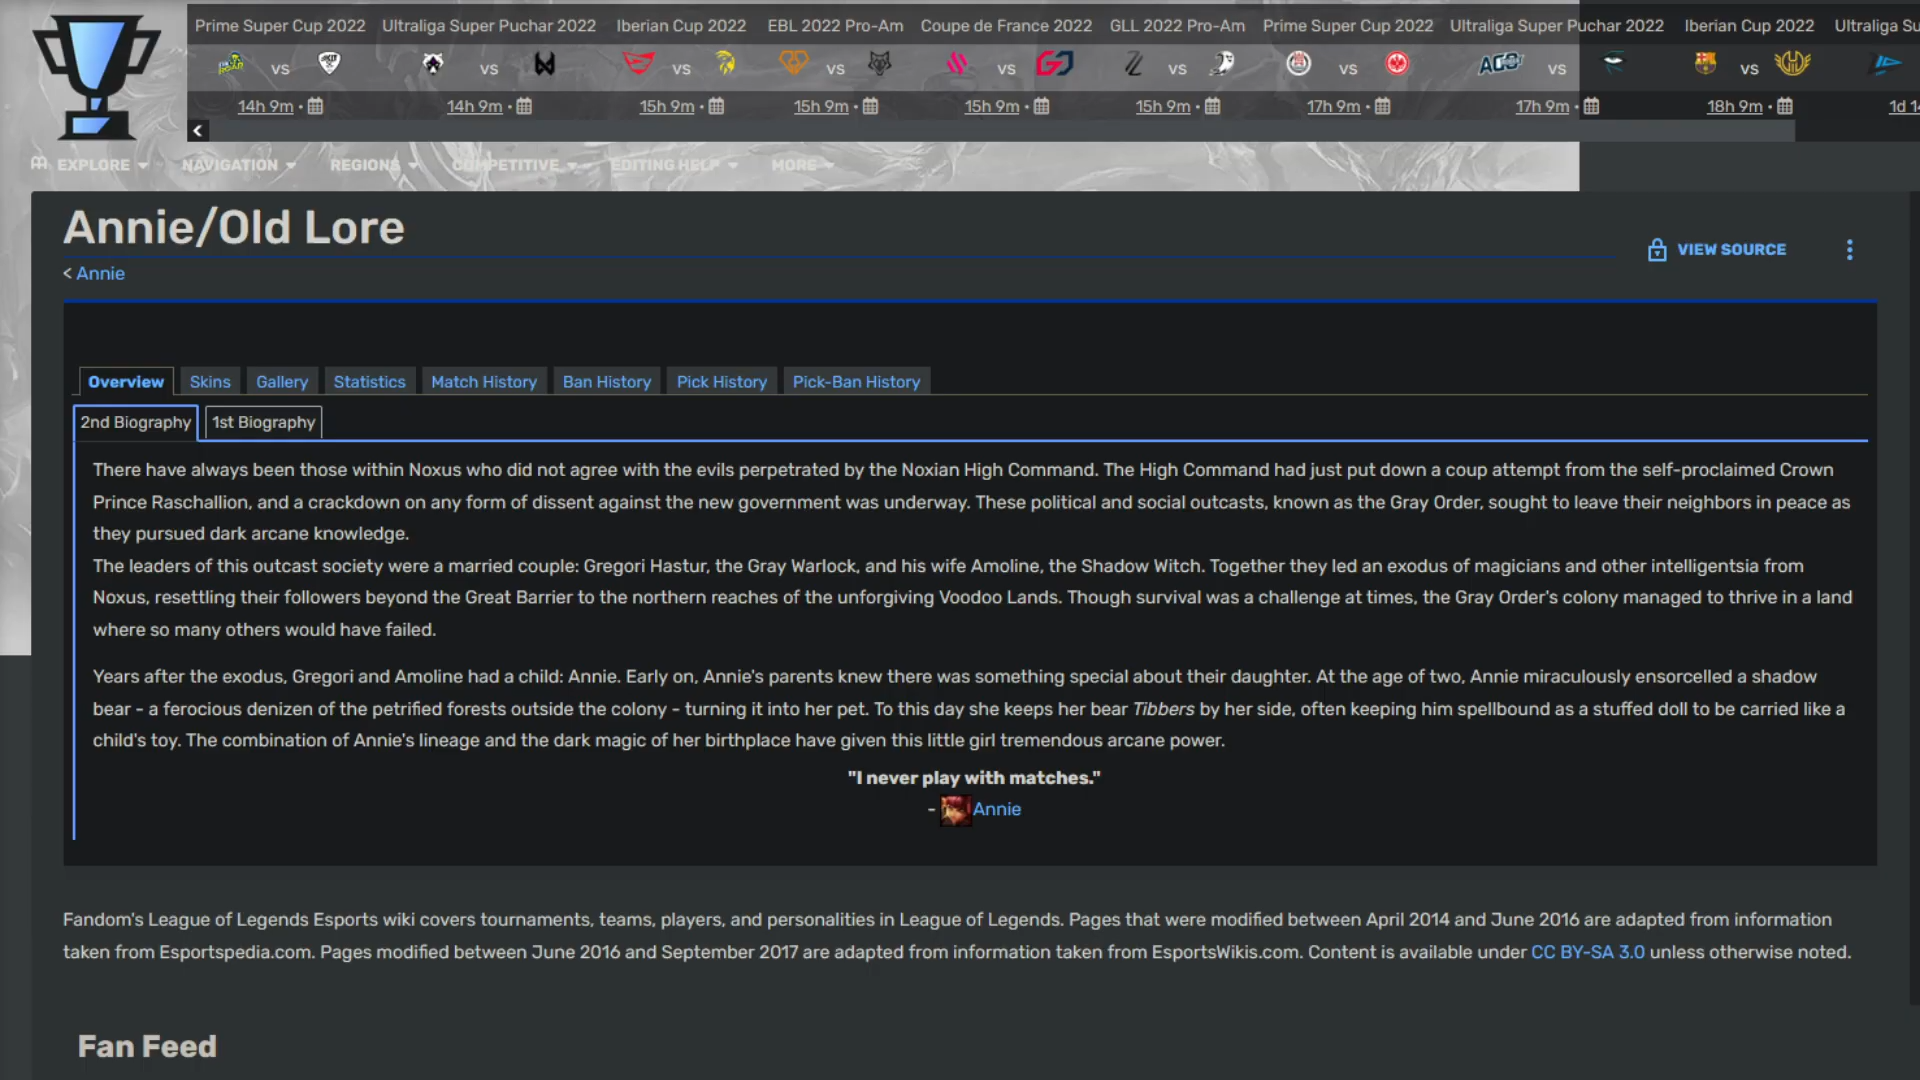 Prime Super Cup 2022 Ultraliga Super Puchar 2022 Iberian Cup 2022 EBL 2022 Pro-Am Coupe de France 2022 GLL 2022 Pro-Am Prime Super Cup 2022 Ultraliga Super Puchar 2022 Iberian Cup 2022 Ultraliga Su
vs vs vs vs vs vs vs vs vs
14h 9m • 14h 9m • 15h 9m • 15h 9m • 15h 9m • 15h 9m • 17h 9m • 17h 9m • 18h 9m • 1d 14
EXPLORE NAVIGATION REGIONS COMPETITIVE EDITING HELP MORE
Annie/Old Lore
VIEW SOURCE
< Annie
Overview Skins Gallery Statistics Match History Ban History Pick History Pick-Ban History
2nd Biography 1st Biography
There have always been those within Noxus who did not agree with the evils perpetrated by the Noxian High Command. The High Command had just put down a coup attempt from the self-proclaimed Crown
Prince Raschallion, and a crackdown on any form of dissent against the new government was underway. These political and social outcasts, known as the Gray Order, sought to leave their neighbors in peace as
they pursued dark arcane knowledge.
The leaders of this outcast society were a married couple: Gregori Hastur, the Gray Warlock, and his wife Amoline, the Shadow Witch. Together they led an exodus of magicians and other intelligentsia from
Noxus, resettling their followers beyond the Great Barrier to the northern reaches of the unforgiving Voodoo Lands. Though survival was a challenge at times, the Gray Order's colony managed to thrive in a land
where so many others would have failed.
Years after the exodus, Gregori and Amoline had a child: Annie. Early on, Annie's parents knew there was something special about their daughter. At the age of two, Annie miraculously ensorcelled a shadow
bear - a ferocious denizen of the petrified forests outside the colony - turning it into her pet. To this day she keeps her bear Tibbers by her side, often keeping him spellbound as a stuffed doll to be carried like a
child's toy. The combination of Annie's lineage and the dark magic of her birthplace have given this little girl tremendous arcane power.
"I never play with matches."
- Annie
Fandom's League of Legends Esports wiki covers tournaments, teams, players, and personalities in League of Legends. Pages that were modified between April 2014 and June 2016 are adapted from information
taken from Esportspedia.com. Pages modified between June 2016 and September 2017 are adapted from information taken from EsportsWikis.com. Content is available under CC BY-SA 3.0 unless otherwise noted.
Fan Feed